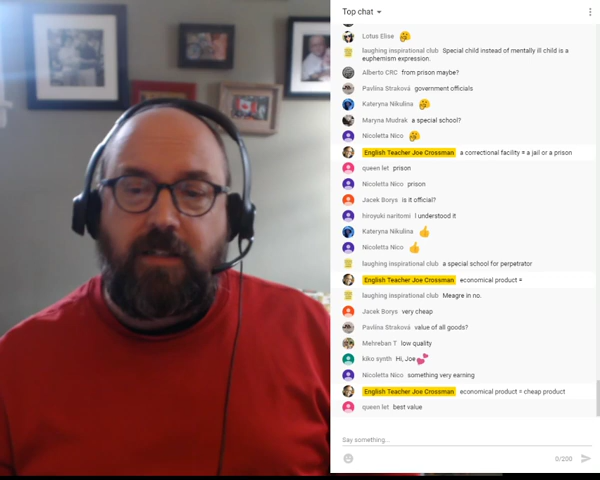 Top chat
Lotus Elise
laughing inspirational club Special child instead of mentally ill child is a
euphemism expression.
Alberto CRC from prison maybe?
Pavlína Straková government officials
Kateryna Nikulina
Maryna Mudrak a special school?
Nicoletta Nico
English Teacher Joe Crossman a correctional facility = a jail or a prison
queen let prison
Nicoletta Nico prison
Jacek Borys is it official?
hiroyuki naritomi I understood it
Kateryna Nikulina
Nicoletta Nico
laughing inspirational club a special school for perpetrator
English Teacher Joe Crossman economical product =
laughing inspirational club Meagre in no.
Jacek Borys very cheap
Pavlína Straková value of all goods?
Mehreban T low quality
kiko synth Hi, Joe
Nicoletta Nico something very earning
English Teacher Joe Crossman economical product = cheap product
queen let best value
Say something...
0/200